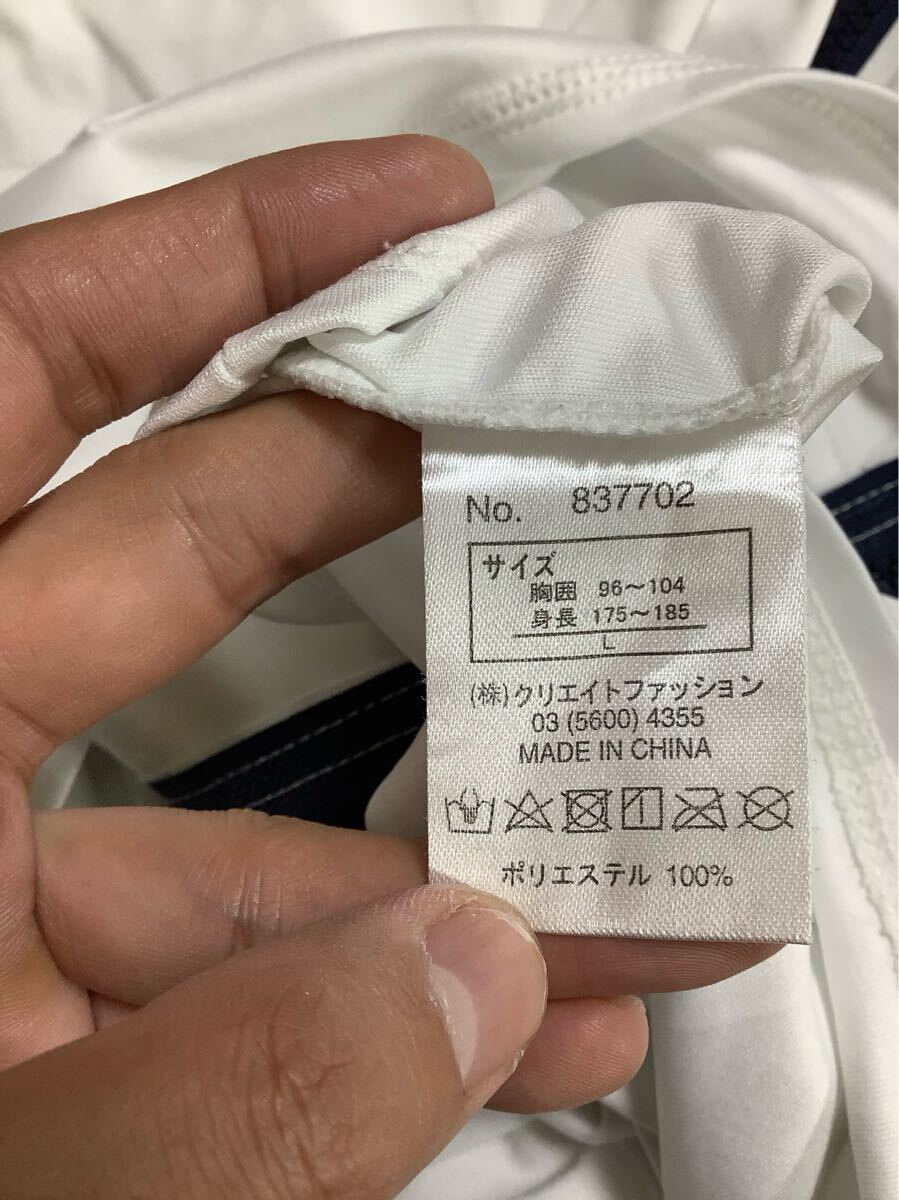 No. 837702
サイズ
胸囲 96～104
身長 175～185
L
(株)クリエイトファッション
03 (5600) 4355
MADE IN CHINA
ポリエステル 100%